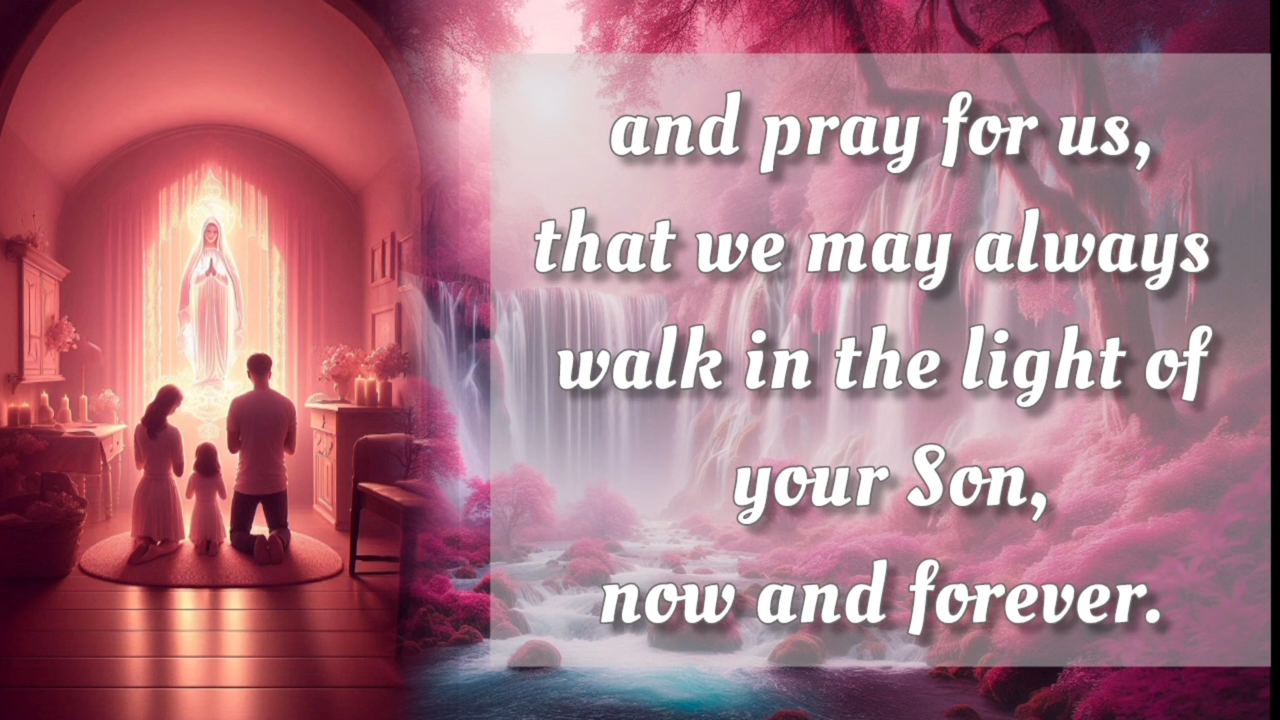 and pray for us,
that we may always
walk in the light of
your Son,
now and forever.